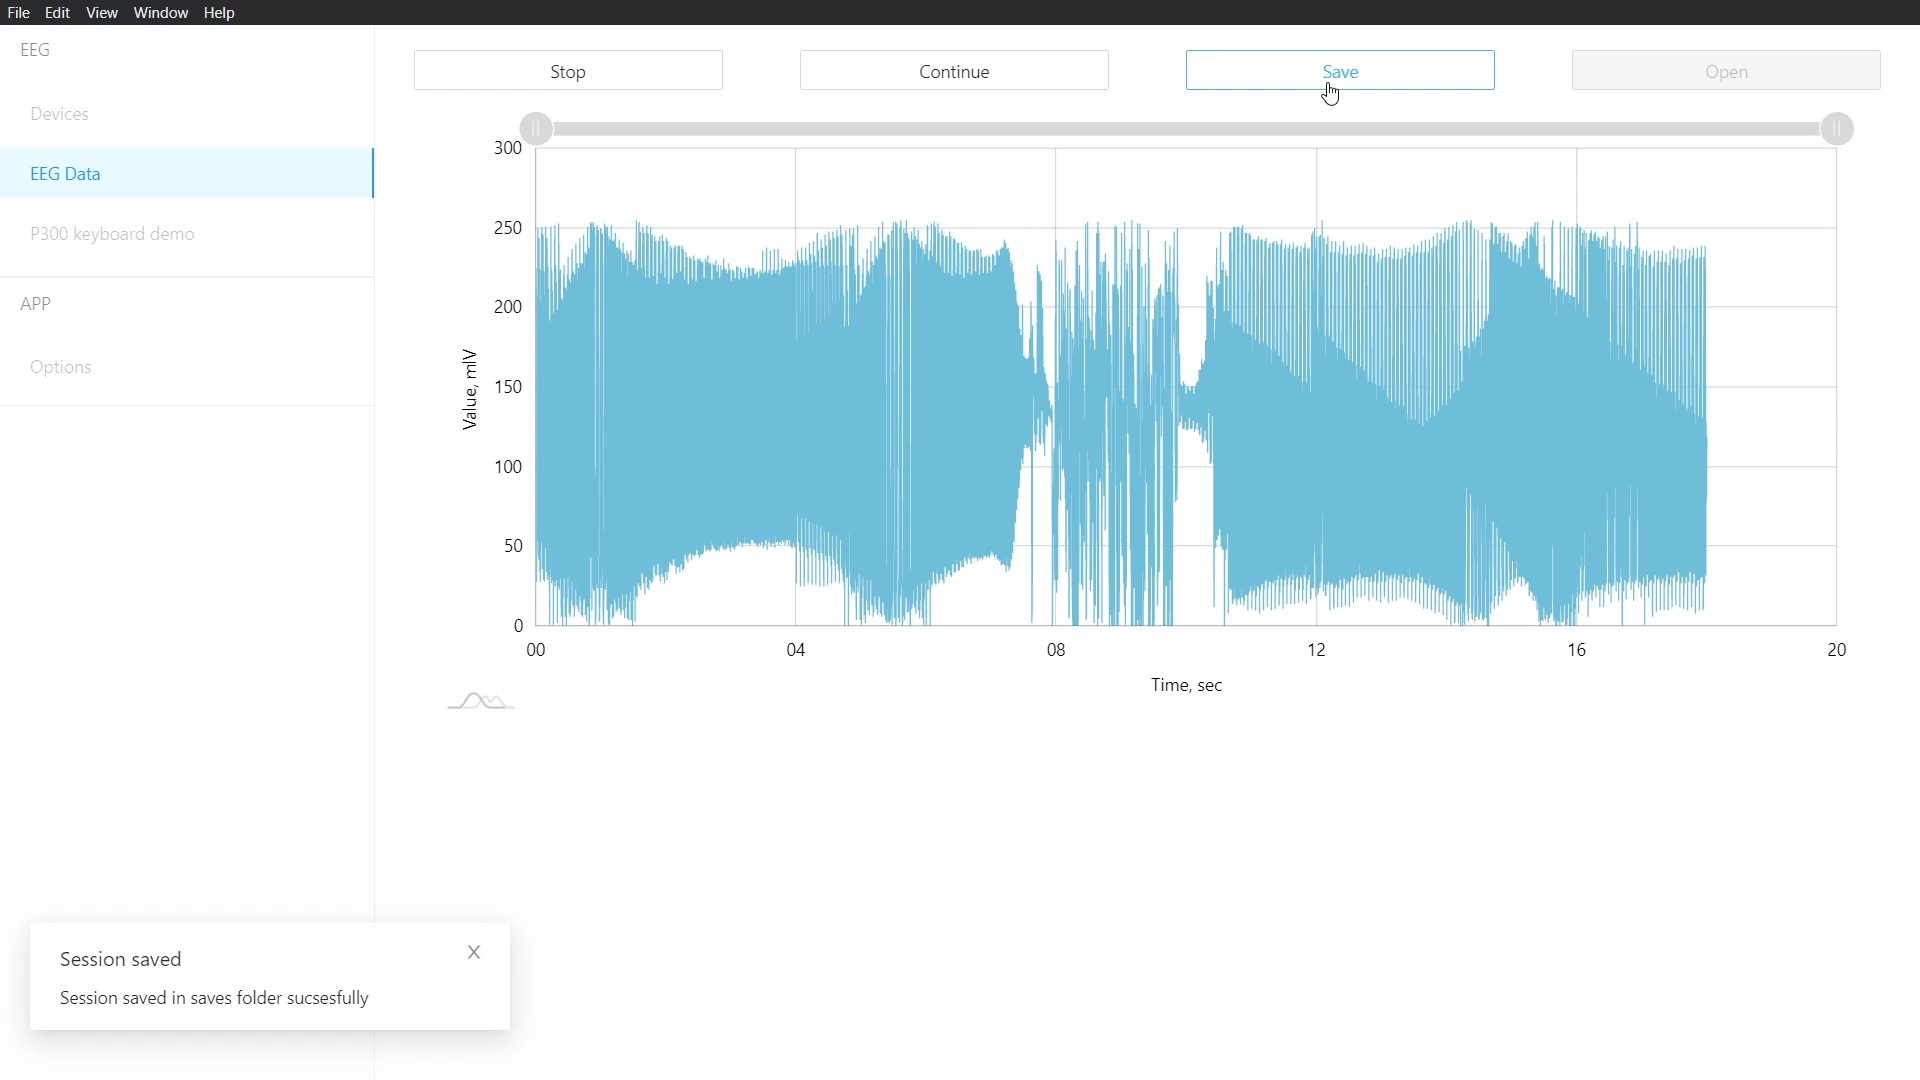 File Edit View Window Help
EEG
Devices
EEG Data
P300 keyboard demo
APP
Options
Stop
Continue
Save
Open
300
250
200
150
100
50
0
Value, mlV
00 04 08 12 16 20
Time, sec
Session saved
X
Session saved in saves folder sucsesfully